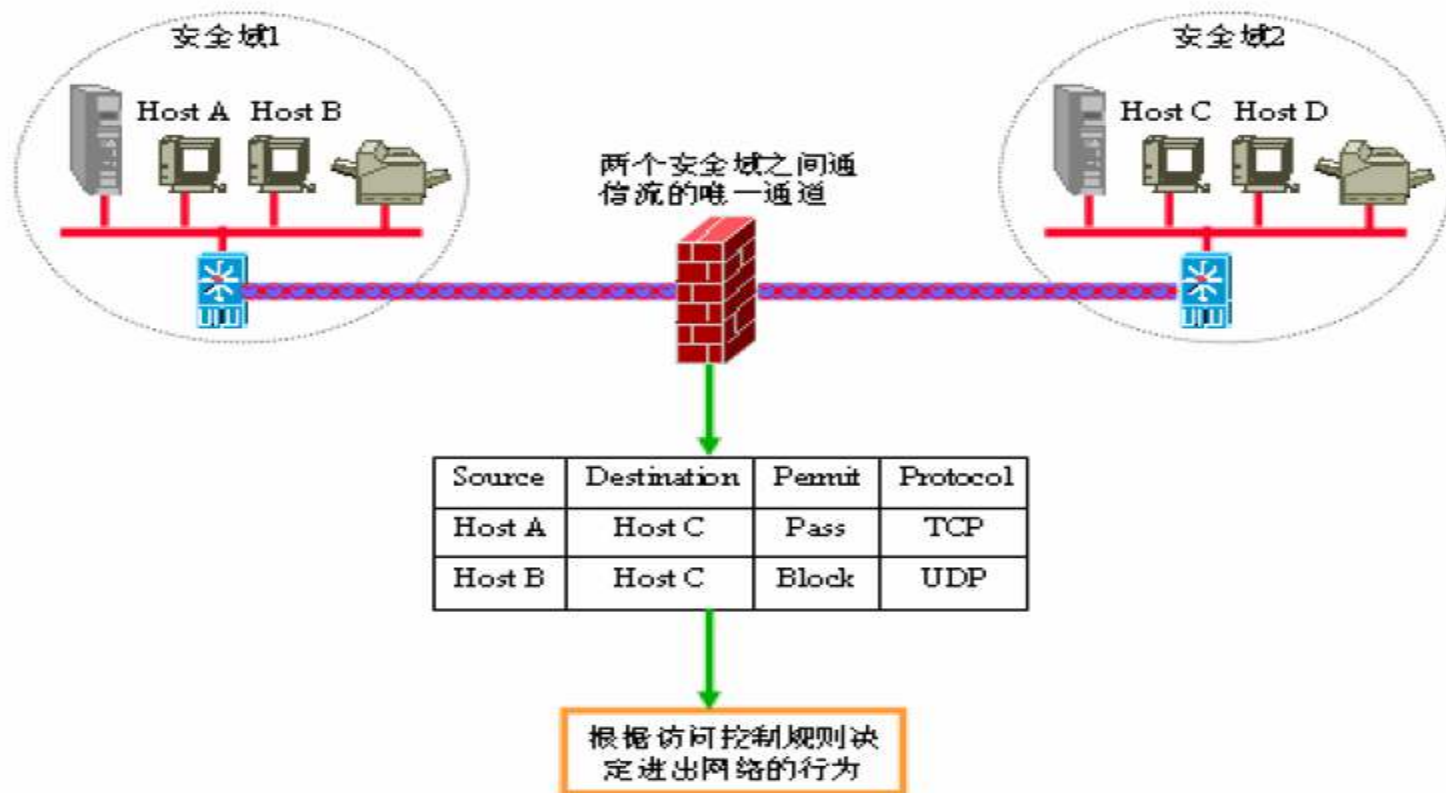 安全域1
安全域2
Host A
Host B
Host C
Host D
两个安全域之间通
信流的唯一通道
Source Destination Permit Protocol
Host A Host C Pass TCP
Host B Host C Block UDP
根据访问控制规则决
定进出网络的行为